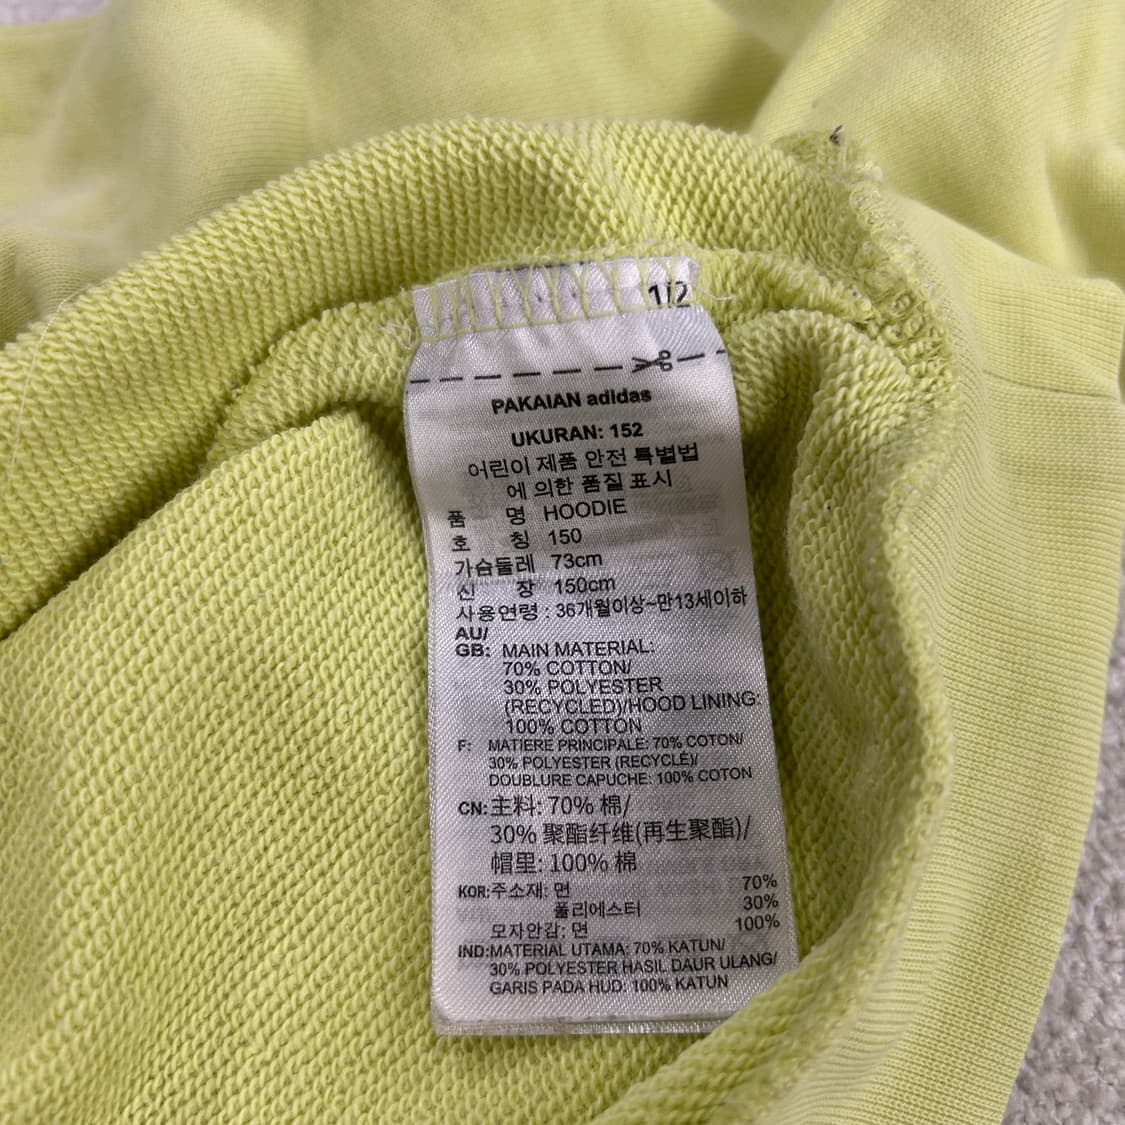 1/2
PAKAIAN adidas
UKURAN: 152
어린이 제품 안전 특별법
에 의한 품질 표시
품 명 HOODIE
호 칭 150
가슴둘레 73cm
신 장 150cm
사용연령 : 36개월이상~만13세이하
AU/
GB: MAIN MATERIAL:
70% COTTON/
30% POLYESTER
(RECYCLED)/HOOD LINING:
100% COTTON
F: MATIERE PRINCIPALE: 70% COTON/
30% POLYESTER (RECYCLÉ)/
DOUBLURE CAPUCHE: 100% COTON
CN: 主料: 70% 棉/
30% 聚酯纤维(再生聚酯)/
帽里: 100% 棉
KOR: 주소재: 면 70%
폴리에스터 30%
모자안감: 면 100%
IND: MATERIAL UTAMA: 70% KATUN/
30% POLYESTER HASIL DAUR ULANG/
GARIS PADA HUD: 100% KATUN